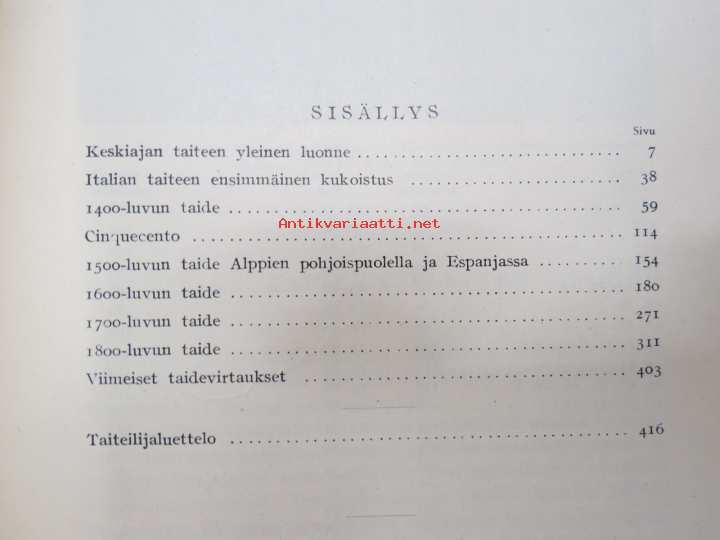 SISÄLLYS
Sivu
Keskiajan taiteen yleinen luonne 7
Italian taiteen ensimmäinen kukoistus 38
1400-luvun taide 59
Antikvariaatti.net
Cinquecento 114
1500-luvun taide Alppien pohjoispuolella ja Espanjassa 154
1600-luvun taide 180
1700-luvun taide 271
1800-luvun taide 311
Viimeiset taidevirtaukset 403
Taiteilijaluettelo 416